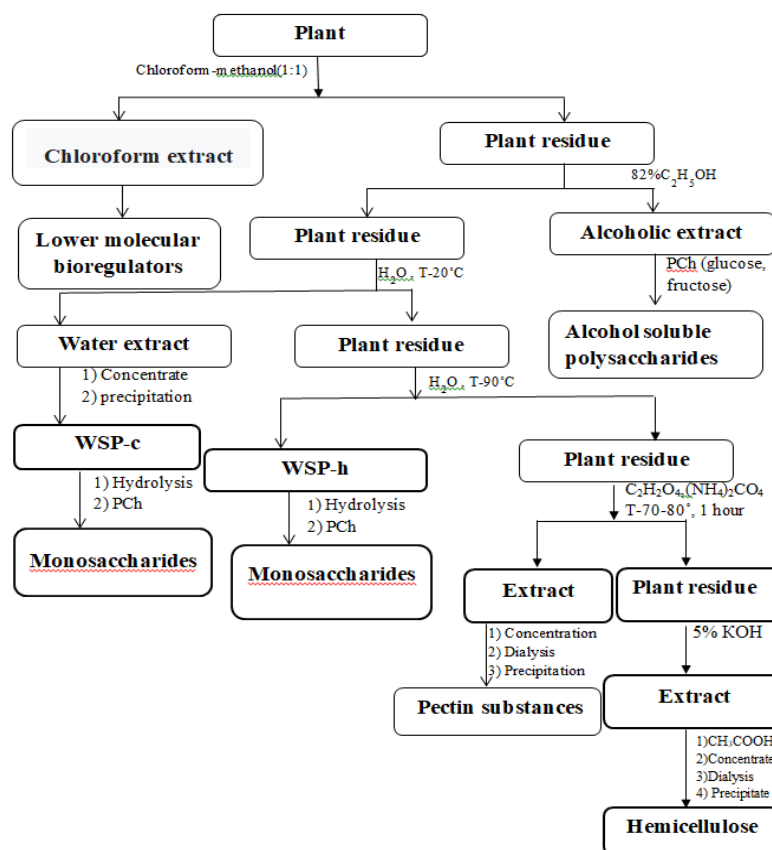 Plant
Chloroform-methanol(1:1)
Chloroform extract
Plant residue
82%C₂H₅OH
Lower molecular
bioregulators
Plant residue
Alcoholic extract
H₂O, T-20˚C
PCh (glucose,
fructose)
Water extract
Plant residue
Alcohol soluble
polysaccharides
1) Concentrate
2) precipitation
H₂O, T-90˚C
WSP-c
WSP-h
Plant residue
1) Hydrolysis
2) PCh
1) Hydrolysis
2) PCh
C₂H₂O₄,(NH₄)₂CO₄
T-70-80˚, 1 hour
Monosaccharides
Monosaccharides
Extract
Plant residue
1) Concentration
2) Dialysis
3) Precipitation
5% KOH
Pectin substances
Extract
1)CH₃COOH
2)Concentrate
3)Dialysis
4) Precipitate
Hemicellulose